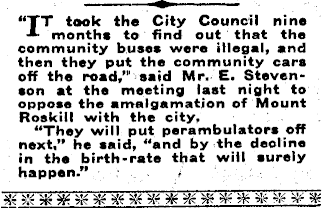 "IT took the City Council nine
months to find out that the
community buses were illegal, and
then they put the community cars
off the road," said Mr. E. Steven-
son at the meeting last night to
oppose the amalgamation of Mount
Roskill with the city.
"They will put perambulators off
next," he said, "and by the decline
in the birth-rate that will surely
happen."